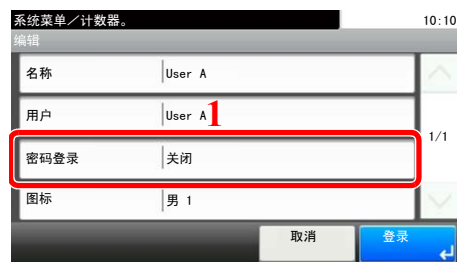 系统菜单／计数器。 10:10
编辑
名称 User A
用户 User A 1
1/1
密码登录 关闭
图标 男 1
取消 登录